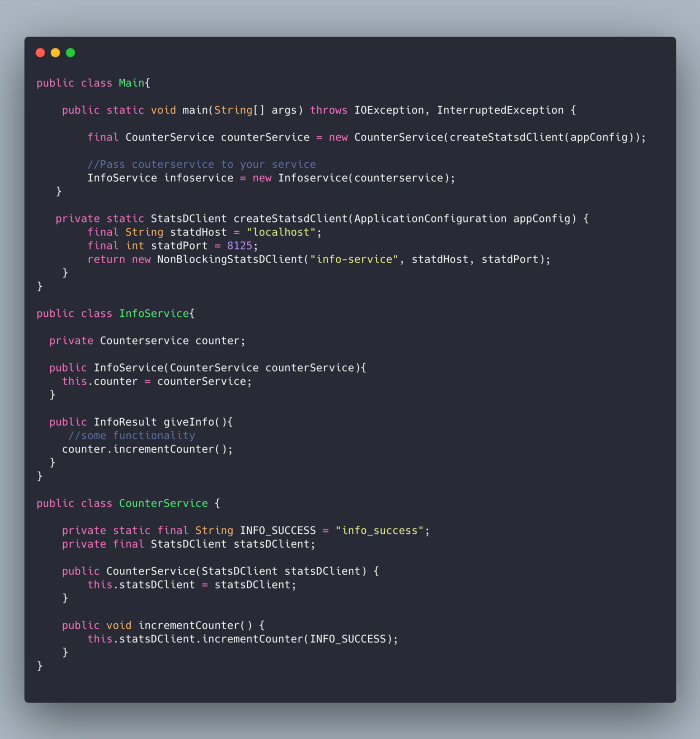 public class Main{
public static void main(String[] args) throws IOException, InterruptedException {
final CounterService counterService = new CounterService(createStatsdClient(appConfig));
//Pass couterservice to your service
InfoService infoservice = new Infoservice(counterservice);
}
private static StatsDClient createStatsdClient(ApplicationConfiguration appConfig) {
final String statdHost = "localhost";
final int statdPort = 8125;
return new NonBlockingStatsDClient("info-service", statdHost, statdPort);
}
}
public class InfoService{
private Counterservice counter;
public InfoService(CounterService counterService){
this.counter = counterService;
}
public InfoResult giveInfo(){
//some functionality
counter.incrementCounter();
}
}
public class CounterService {
private static final String INFO_SUCCESS = "info_success";
private final StatsDClient statsDClient;
public CounterService(StatsDClient statsDClient) {
this.statsDClient = statsDClient;
}
public void incrementCounter() {
this.statsDClient.incrementCounter(INFO_SUCCESS);
}
}